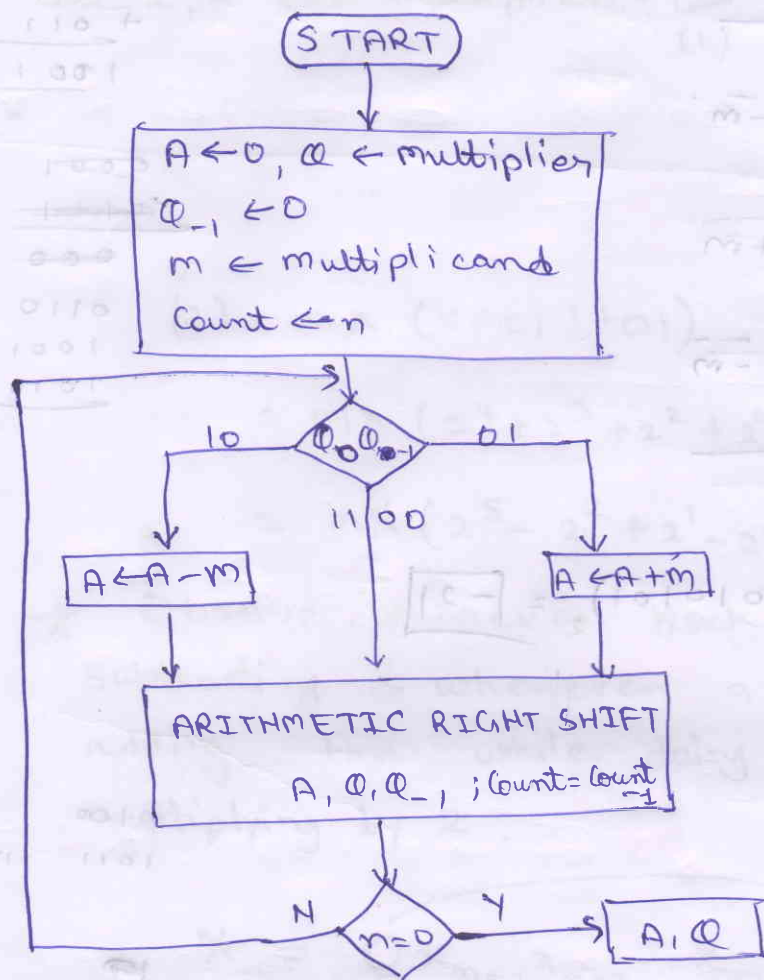 START
A ← 0, Q ← multiplier
Q₋₁ ← 0
m ← multiplicand
Count ← n
10
Q₀Q₋₁
01
11 00
A ← A - m
A ← A + m
ARITHMETIC RIGHT SHIFT
A, Q, Q₋₁ ; Count = Count
-1
N
n=0
Y
A, Q